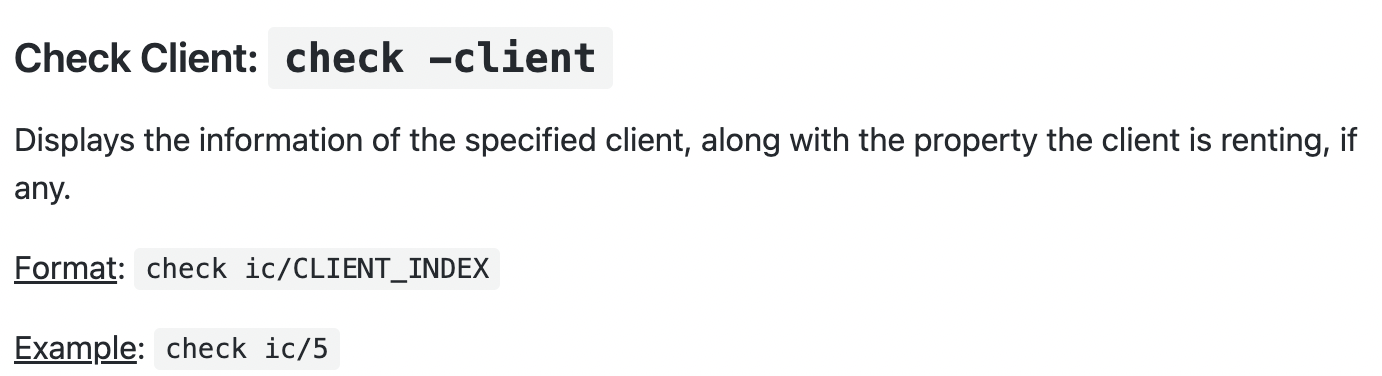 Check Client: check -client
Displays the information of the specified client, along with the property the client is renting, if
any.
Format: check ic/CLIENT_INDEX
Example: check ic/5